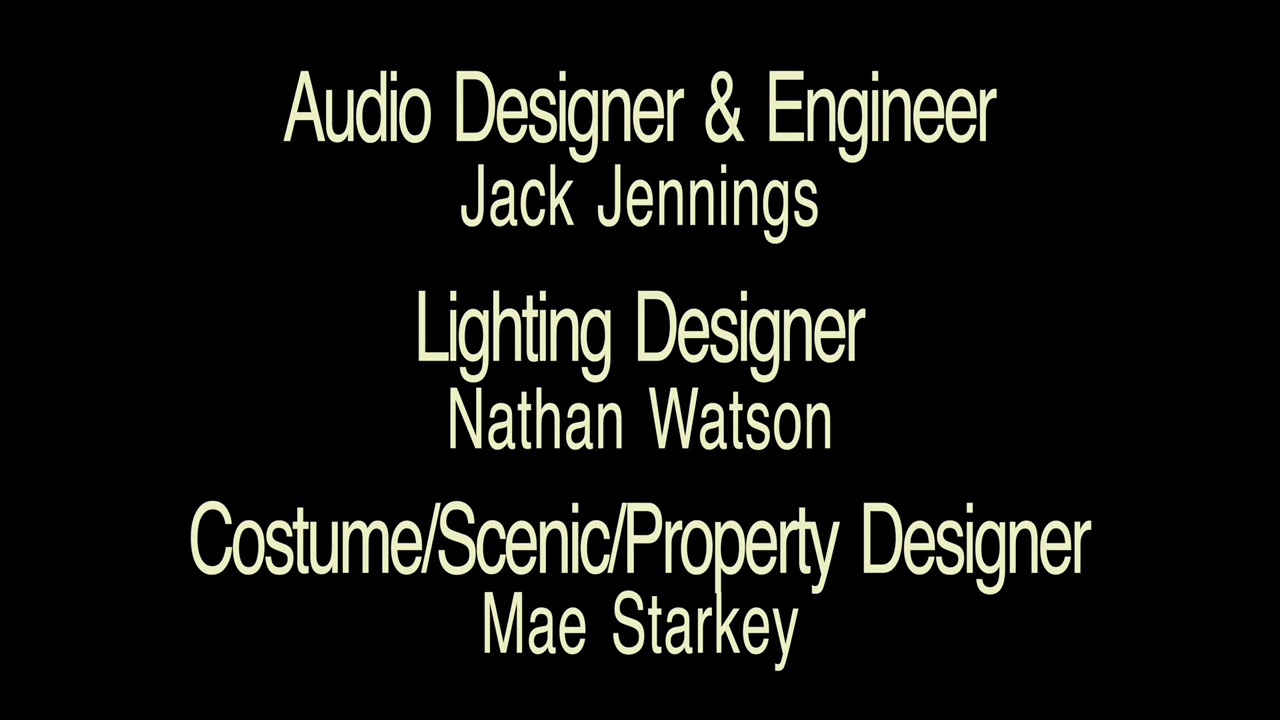 Audio Designer & Engineer
Jack Jennings
Lighting Designer
Nathan Watson
Costume/Scenic/Property Designer
Mae Starkey